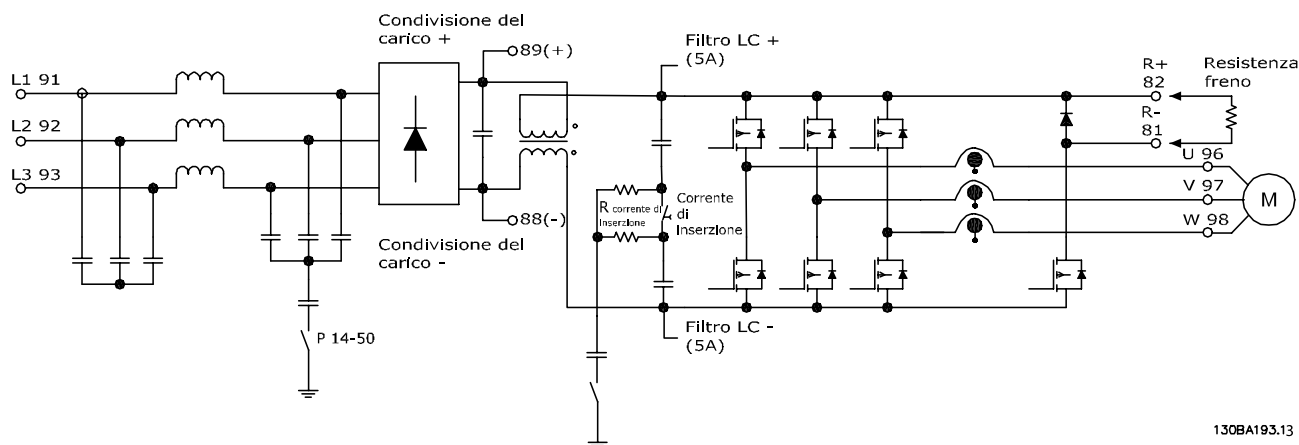 Condivisione del
carico +
89(+)
Filtro LC +
(5A)
R+
82
Resistenza
freno
L1 91
L2 92
R-
81
U 96
L3 93
R corrente di
Inserzione
Corrente
di
Inserzione
V 97
M
88(-)
W 98
Condivisione del
carico -
Filtro LC -
(5A)
P 14-50
130BA193.13